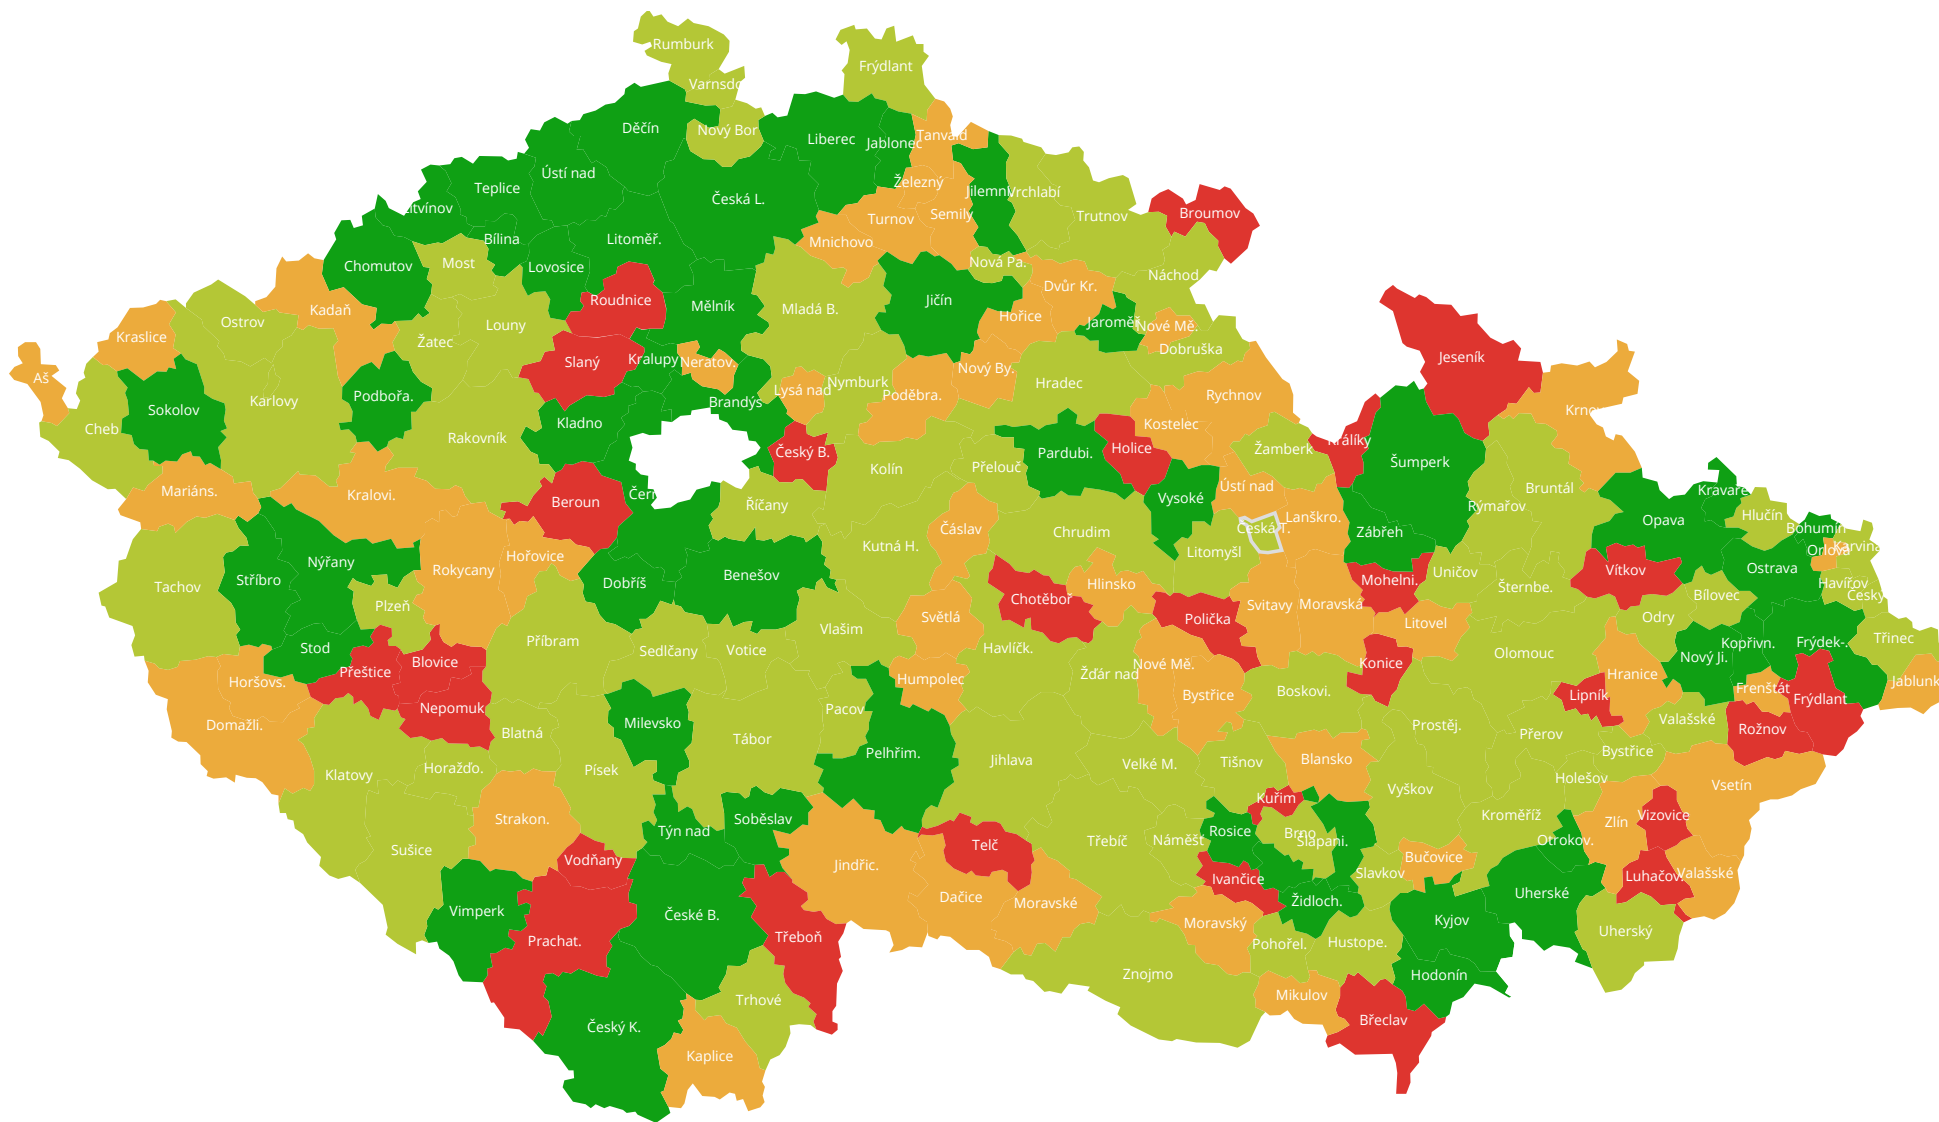 Rumburk
Frýdlant
Varnsdo
Děčín
Nový Bor
Tanvald
Liberec
Jablonec
Ústí nad
Železný
Teplice
Jilemni
Vrchlabí
Česká L.
Litvínov
Semily
Broumov
Trutnov
Turnov
Bílina
Litoměř.
Mnichovo
Most
Nová Pa.
Chomutov
Lovosice
Náchod
Dvůr Kr.
Roudnice
Jičín
Mělník
Mladá B.
Kadaň
Hořice
Ostrov
Jaroměř
Louny
Nové Mě.
Kraslice
Žatec
Dobruška
Jeseník
Kralupy
Slaný
Neratov.
Nový By.
Aš
Nymburk
Hradec
Lysá nad
Podbořa.
Poděbra.
Rychnov
Karlovy
Brandýs
Sokolov
Krnov
Kladno
Kostelec
Cheb
Rakovník
Králíky
Holice
Žamberk
Český B.
Pardubi.
Šumperk
Přelouč
Kolín
Ústí nad
Bruntál
Mariáns.
Kravaře
Kralovi.
Vysoké
Beroun
Říčany
Rýmařov
Hlučín
Lanškro.
Opava
Česká T.
Bohumín
Čáslav
Chrudim
Zábřeh
Kutná H.
Karviná
Orlová
Litomyšl
Hořovice
Nýřany
Ostrava
Rokycany
Vítkov
Uničov
Benešov
Stříbro
Mohelni.
Dobříš
Havířov
Hlinsko
Tachov
Šternbe.
Český
Bílovec
Chotěboř
Moravská
Svitavy
Plzeň
Světlá
Odry
Polička
Litovel
Vlašim
Třinec
Příbram
Frýdek-.
Kopřivn.
Stod
Havlíčk.
Votice
Sedlčany
Olomouc
Nový Ji.
Blovice
Konice
Nové Mě.
Přeštice
Žďár nad
Hranice
Humpolec
Horšovs.
Jablunk
Frenštát
Boskovi.
Lipník
Bystřice
Frýdlant
Nepomuk
Pacov
Valašské
Milevsko
Domažli.
Prostěj.
Rožnov
Blatná
Přerov
Tábor
Bystřice
Pelhřim.
Blansko
Jihlava
Tišnov
Velké M.
Horažďo.
Písek
Klatovy
Holešov
Vsetín
Vyškov
Kuřim
Kroměříž
Vizovice
Strakon.
Soběslav
Zlín
Týn nad
Rosice
Brno
Náměšť
Otrokov.
Třebíč
Šlapani.
Telč
Sušice
Bučovice
Vodňany
Jindřic.
Slavkov
Valašské
Luhačov.
Ivančice
Uherské
Dačice
Židloch.
Moravské
Vimperk
České B.
Kyjov
Moravský
Uherský
Třeboň
Prachat.
Hustope.
Pohořel.
Znojmo
Hodonín
Mikulov
Trhové
Břeclav
Český K.
Kaplice